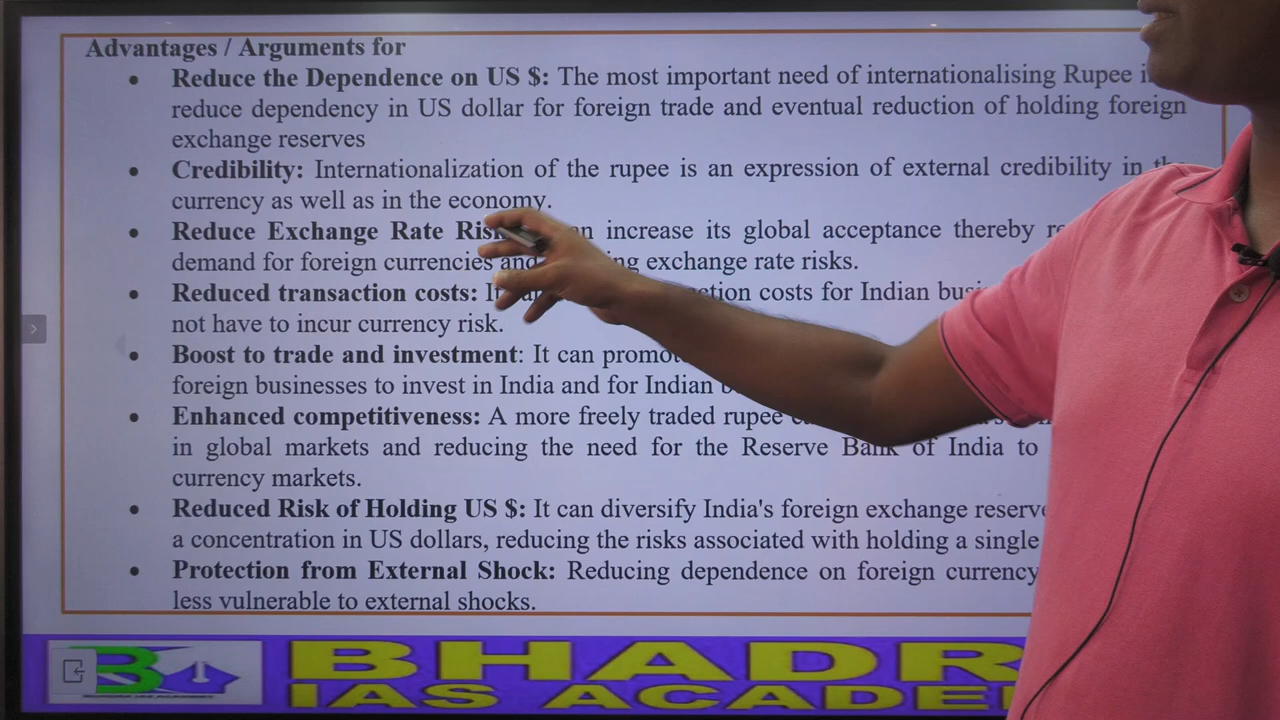 Advantages / Arguments for
• Reduce the Dependence on US $: The most important need of internationalising Rupee
reduce dependency in US dollar for foreign trade and eventual reduction of holding foreign
exchange reserves
• Credibility: Internationalization of the rupee is an expression of external credibility in the
currency as well as in the economy.
• Reduce Exchange Rate increase its global acceptance thereby
demand for foreign currencies and exchange rate risks.
• Reduced transaction costs: It costs for Indian
not have to incur currency risk.
• Boost to trade and investment: It can
foreign businesses to invest in India and for Indian
• Enhanced competitiveness: A more freely traded rupee
in global markets and reducing the need for the Reserve Bank of India to
currency markets.
• Reduced Risk of Holding US $: It can diversify India's foreign exchange
a concentration in US dollars, reducing the risks associated with holding a single
• Protection from External Shock: Reducing dependence on foreign currency
less vulnerable to external shocks.
BHADR
IAS ACADE